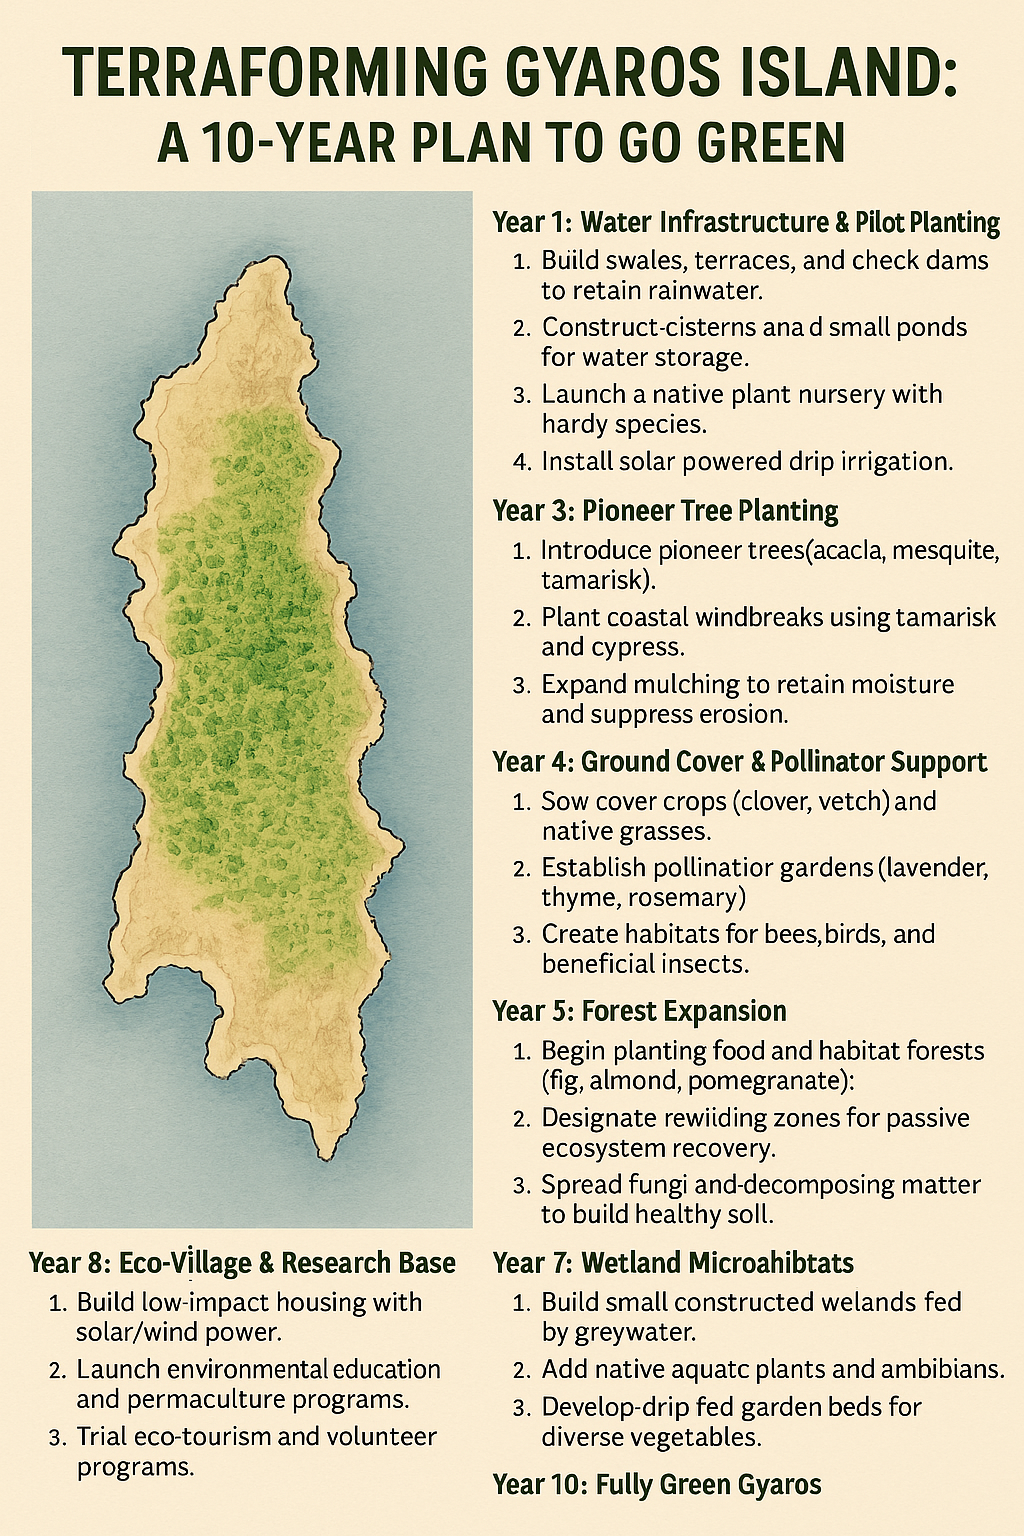 TERRAFORMING GYAROS ISLAND:
A 10-YEAR PLAN TO GO GREEN
Year 1: Water Infrastructure & Pilot Planting
1. Build swales, terraces, and check dams
to retain rainwater.
2. Construct-cisterns ana d small ponds
for water storage.
3. Launch a native plant nursery with
hardy species.
4. Install solar powered drip irrigation.
Year 3: Pioneer Tree Planting
1. Introduce pioneer trees(acacla, mesquite,
tamarisk).
2. Plant coastal windbreaks using tamarisk
and cypress.
3. Expand mulching to retain moisture
and suppress erosion.
Year 4: Ground Cover & Pollinator Support
1. Sow cover crops (clover, vetch) and
native grasses.
2. Establish pollinatior gardens (lavender,
thyme, rosemary)
3. Create habitats for bees,birds, and
beneficial insects.
Year 5: Forest Expansion
1. Begin planting food and habitat forests
(fig, almond, pomegranate):
2. Designate rewiiding zones for passive
ecosystem recovery.
3. Spread fungi and-decomposing matter
to build healthy soll.
Year 7: Wetland Microahibtats
1. Build small constructed welands fed
by greywater.
2. Add native aquatc plants and ambibians.
3. Develop-drip fed garden beds for
diverse vegetables.
Year 8: Eco-Village & Research Base
1. Build low-impact housing with
solar/wind power.
2. Launch environmental education
and permaculture programs.
3. Trial eco-tourism and volunteer
programs.
Year 10: Fully Green Gyaros